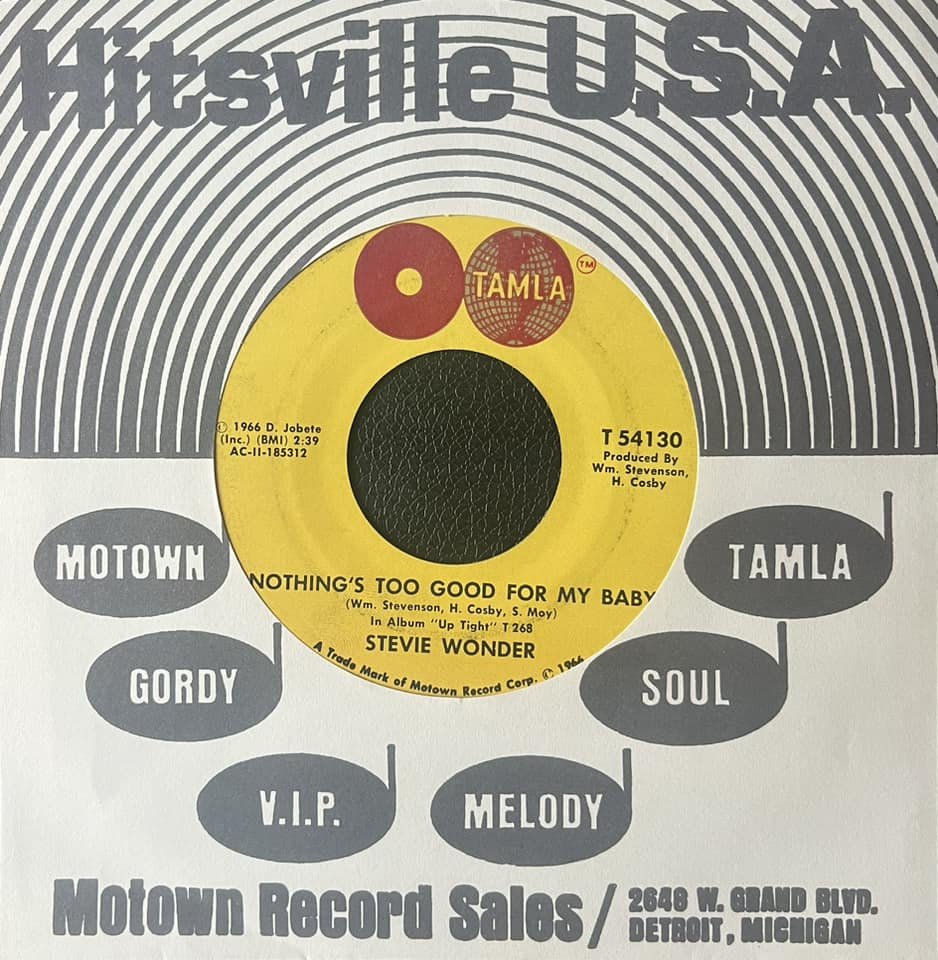 Hitsville U.S.A.
TAMLA
TM
℗ 1966 D. Jobete
(Inc.) (BMI) 2:39
AC-II-185312
T 54130
Produced By
Wm. Stevenson,
H. Cosby
NOTHING'S TOO GOOD FOR MY BABY
(Wm. Stevenson, H. Cosby, S. Moy)
In Album "Up Tight" T 268
STEVIE WONDER
A Trade Mark of Motown Record Corp. ℗ 1966
MOTOWN
TAMLA
GORDY
SOUL
V.I.P.
MELODY
Motown Record Sales / 2648 W. GRAND BLVD.
DETROIT, MICHIGAN